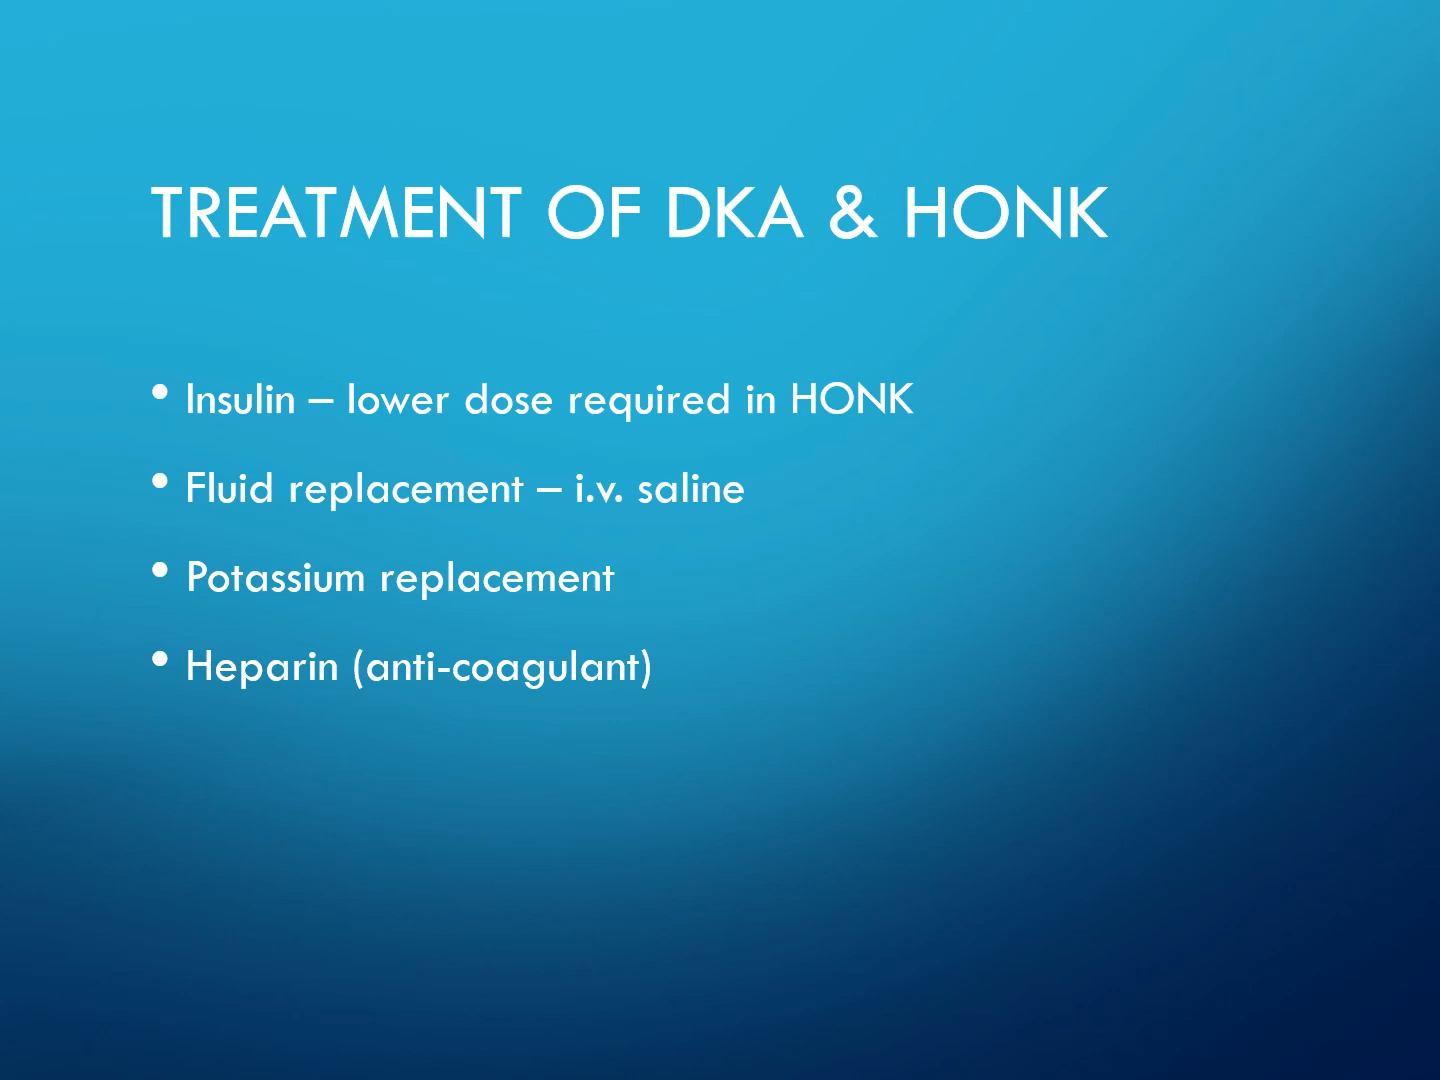 TREATMENT OF DKA & HONK
• Insulin – lower dose required in HONK
• Fluid replacement – i.v. saline
• Potassium replacement
• Heparin (anti-coagulant)